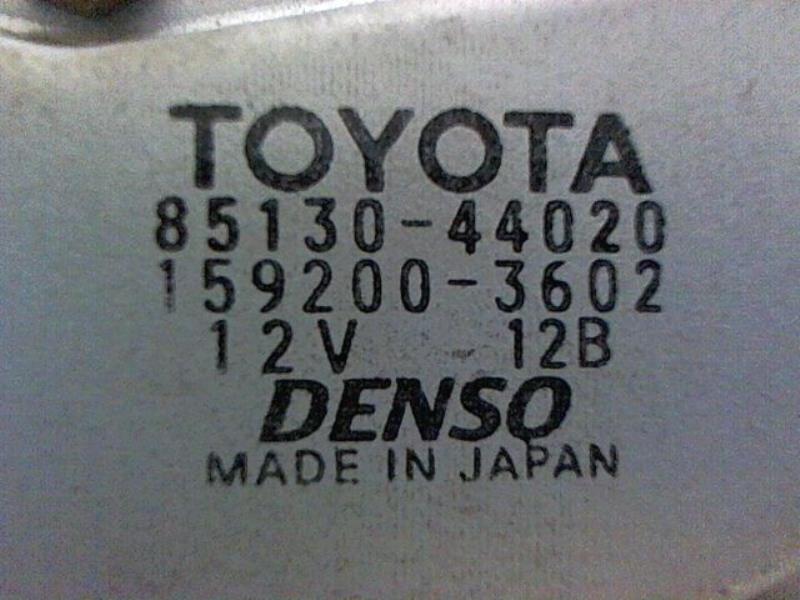 TOYOTA
85130-44020
159200-3602
12V 12B
DENSO
MADE IN JAPAN